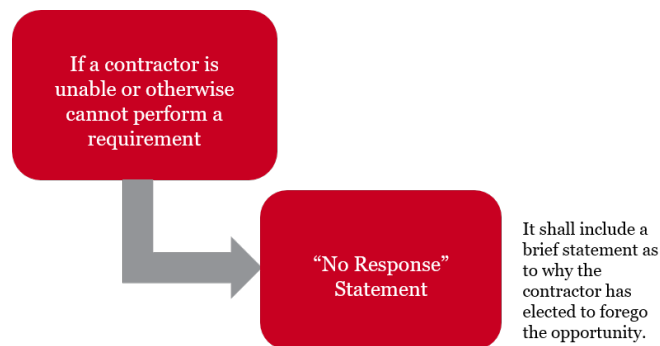 If a contractor is
unable or otherwise
cannot perform a
requirement
“No Response”
Statement
It shall include a
brief statement as
to why the
contractor has
elected to forego
the opportunity.